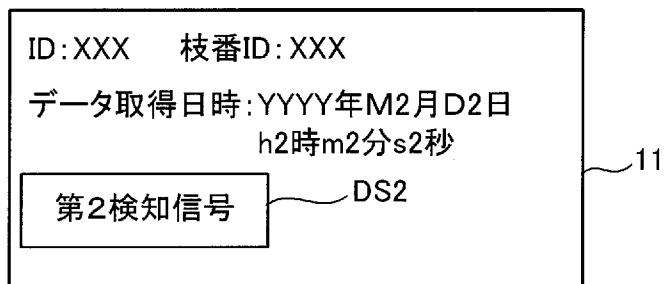 ID:XXX 枝番ID:XXX
データ取得日時:YYYY年M2月D2日
h2時m2分s2秒
11
第2検知信号
DS2